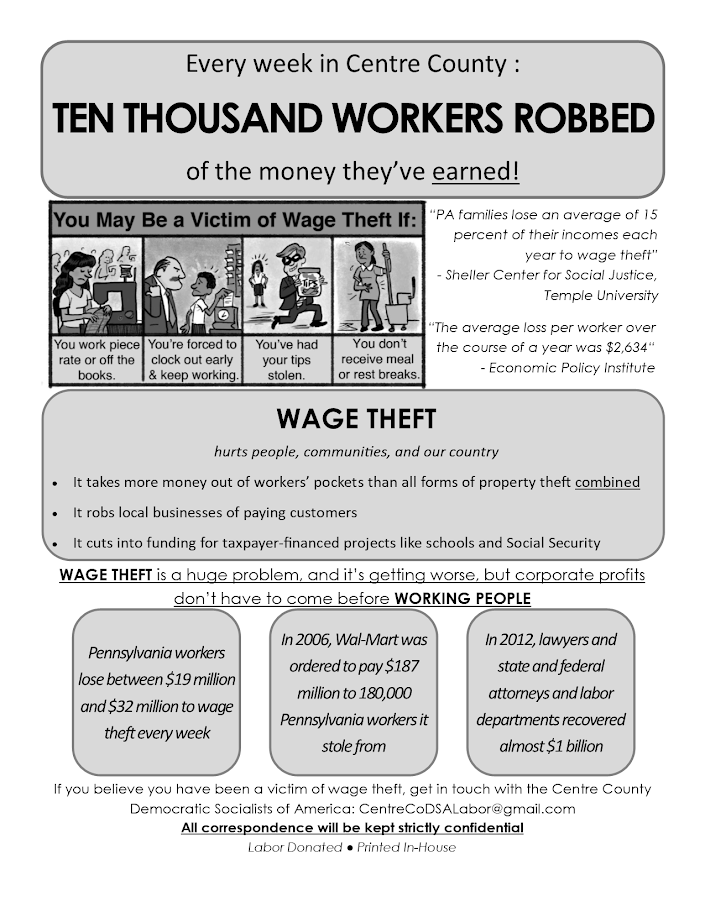 Every week in Centre County :
TEN THOUSAND WORKERS ROBBED
of the money they've earned!
You May Be a Victim of Wage Theft If:
TIPS
You work piece
rate or off the
books.
You're forced to
clock out early
& keep working.
You've had
your tips
stolen.
You don't
receive meal
or rest breaks.
"PA families lose an average of 15
percent of their incomes each
year to wage theft"
- Sheller Center for Social Justice,
Temple University
"The average loss per worker over
the course of a year was $2,634"
- Economic Policy Institute
WAGE THEFT
hurts people, communities, and our country
• It takes more money out of workers' pockets than all forms of property theft combined
• It robs local businesses of paying customers
• It cuts into funding for taxpayer-financed projects like schools and Social Security
WAGE THEFT is a huge problem, and it's getting worse, but corporate profits
don't have to come before WORKING PEOPLE
Pennsylvania workers
lose between $19 million
and $32 million to wage
theft every week
In 2006, Wal-Mart was
ordered to pay $187
million to 180,000
Pennsylvania workers it
stole from
In 2012, lawyers and
state and federal
attorneys and labor
departments recovered
almost $1 billion
If you believe you have been a victim of wage theft, get in touch with the Centre County
Democratic Socialists of America: CentreCoDSALabor@gmail.com
All correspondence will be kept strictly confidential
Labor Donated ● Printed In-House